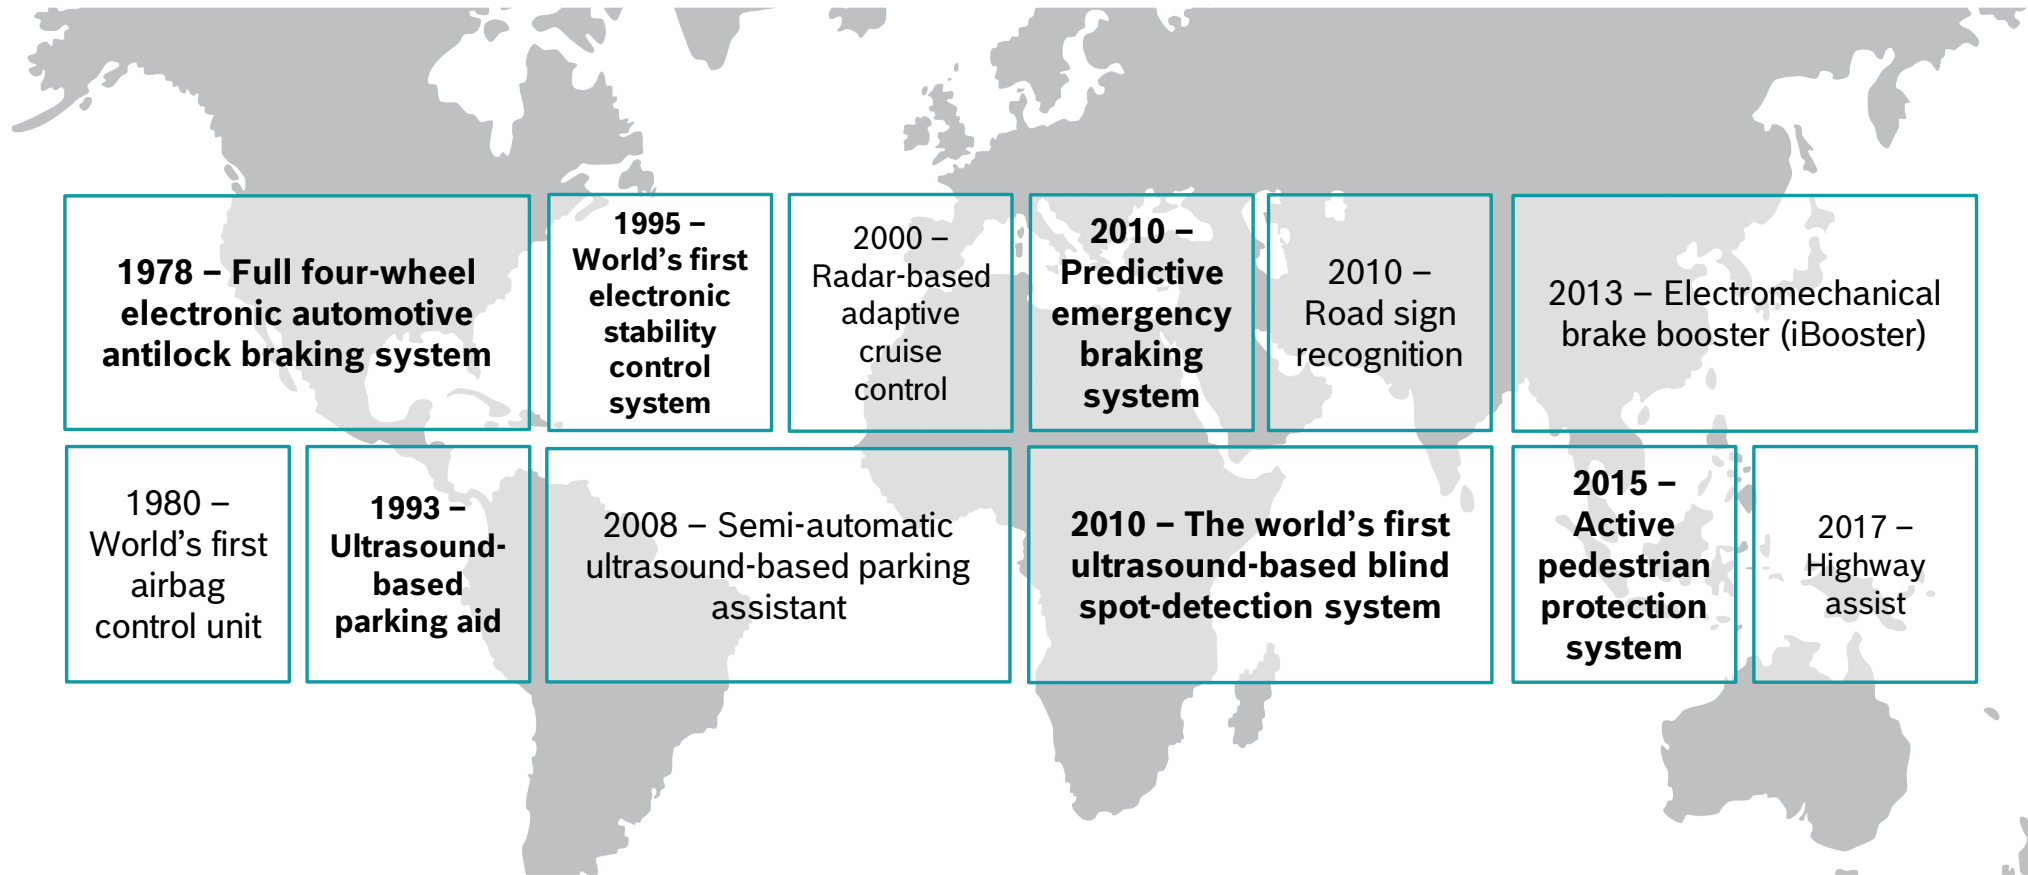 1978 – Full four-wheel
electronic automotive
antilock braking system
1995 –
World's first
electronic
stability
control
system
2000 –
Radar-based
adaptive
cruise
control
2010 –
Predictive
emergency
braking
system
2010 –
Road sign
recognition
2013 – Electromechanical
brake booster (iBooster)
1980 –
World's first
airbag
control unit
1993 –
Ultrasound-
based
parking aid
2008 – Semi-automatic
ultrasound-based parking
assistant
2010 – The world's first
ultrasound-based blind
spot-detection system
2015 –
Active
pedestrian
protection
system
2017 –
Highway
assist